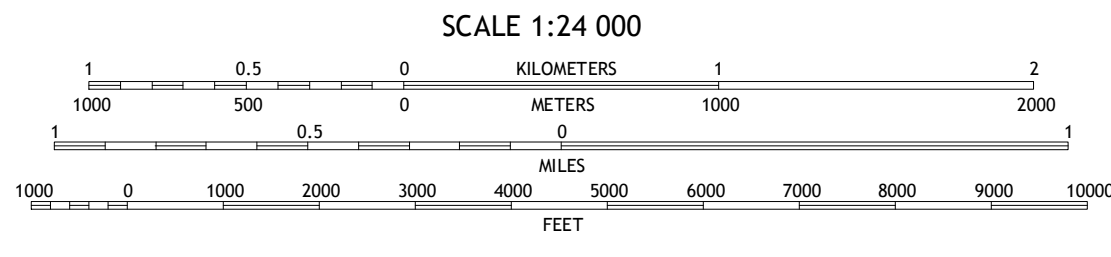 SCALE 1:24 000
1 0.5 0 KILOMETERS 1 2
1000 500 0 METERS 1000 2000
1 0.5 0 1
MILES
1000 0 1000 2000 3000 4000 5000 6000 7000 8000 9000 10000
FEET